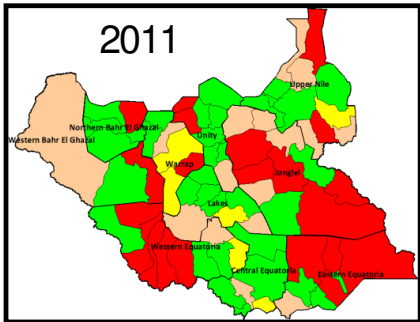 2011
Upper Nile
Northern Bahr El Ghazal
Unity
Western Bahr El Ghazal
Warrap
Jonglei
Lakes
Western Equatoria
Central Equatoria
Eastern Equatoria